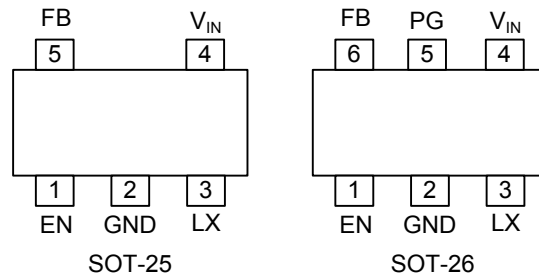 FB V_IN FB PG V_IN
5 4 6 5 4
1 2 3 1 2 3
EN GND LX EN GND LX
SOT-25 SOT-26